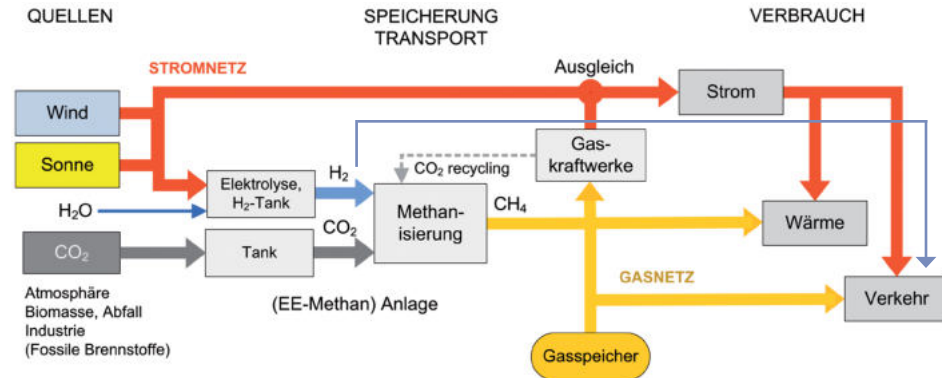 QUELLEN
SPEICHERUNG
TRANSPORT
VERBRAUCH
STROMNETZ
Ausgleich
Wind
Strom
Sonne
Gas-
kraftwerke
H₂
CO₂ recycling
Elektrolyse,
H₂-Tank
H₂O
Methan-
isierung
CH₄
Wärme
CO₂
CO₂
Tank
GASNETZ
Atmosphäre
Biomasse, Abfall
Industrie
(Fossile Brennstoffe)
(EE-Methan) Anlage
Verkehr
Gasspeicher